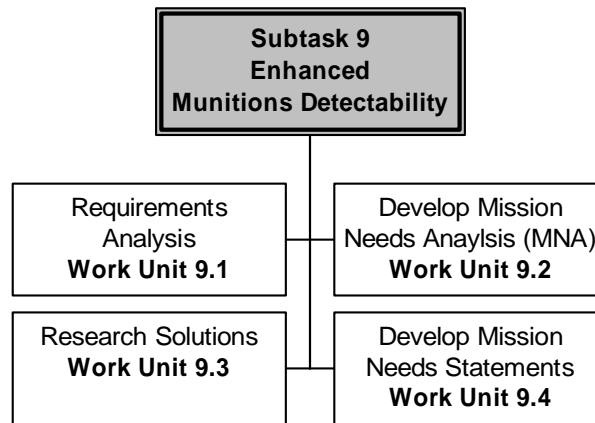 Subtask 9
Enhanced
Munitions Detectability
Requirements
Analysis
Work Unit 9.1
Develop Mission
Needs Anaylsis (MNA)
Work Unit 9.2
Research Solutions
Work Unit 9.3
Develop Mission
Needs Statements
Work Unit 9.4